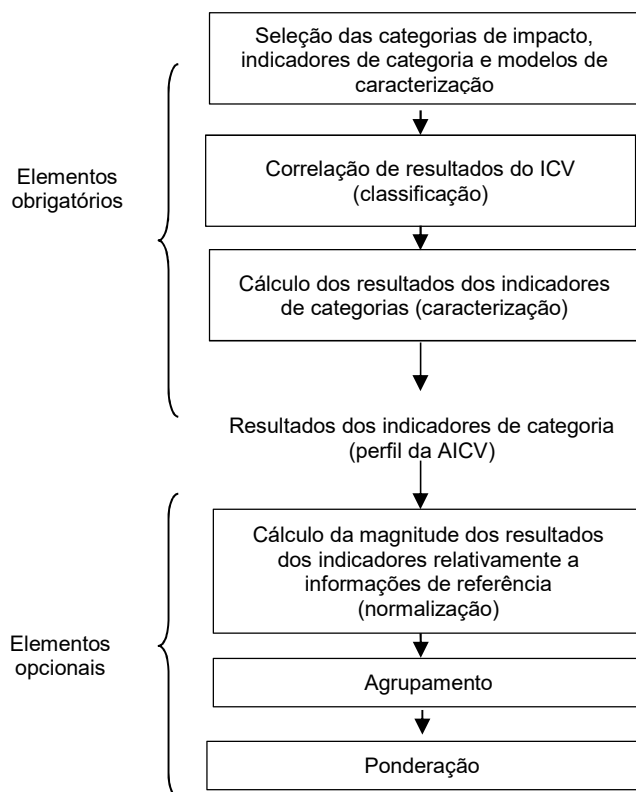 Seleção das categorias de impacto,
indicadores de categoria e modelos de
caracterização
Elementos
obrigatórios
Correlação de resultados do ICV
(classificação)
Cálculo dos resultados dos indicadores
de categorias (caracterização)
Resultados dos indicadores de categoria
(perfil da AICV)
Elementos
opcionais
Cálculo da magnitude dos resultados
dos indicadores relativamente a
informações de referência
(normalização)
Agrupamento
Ponderação